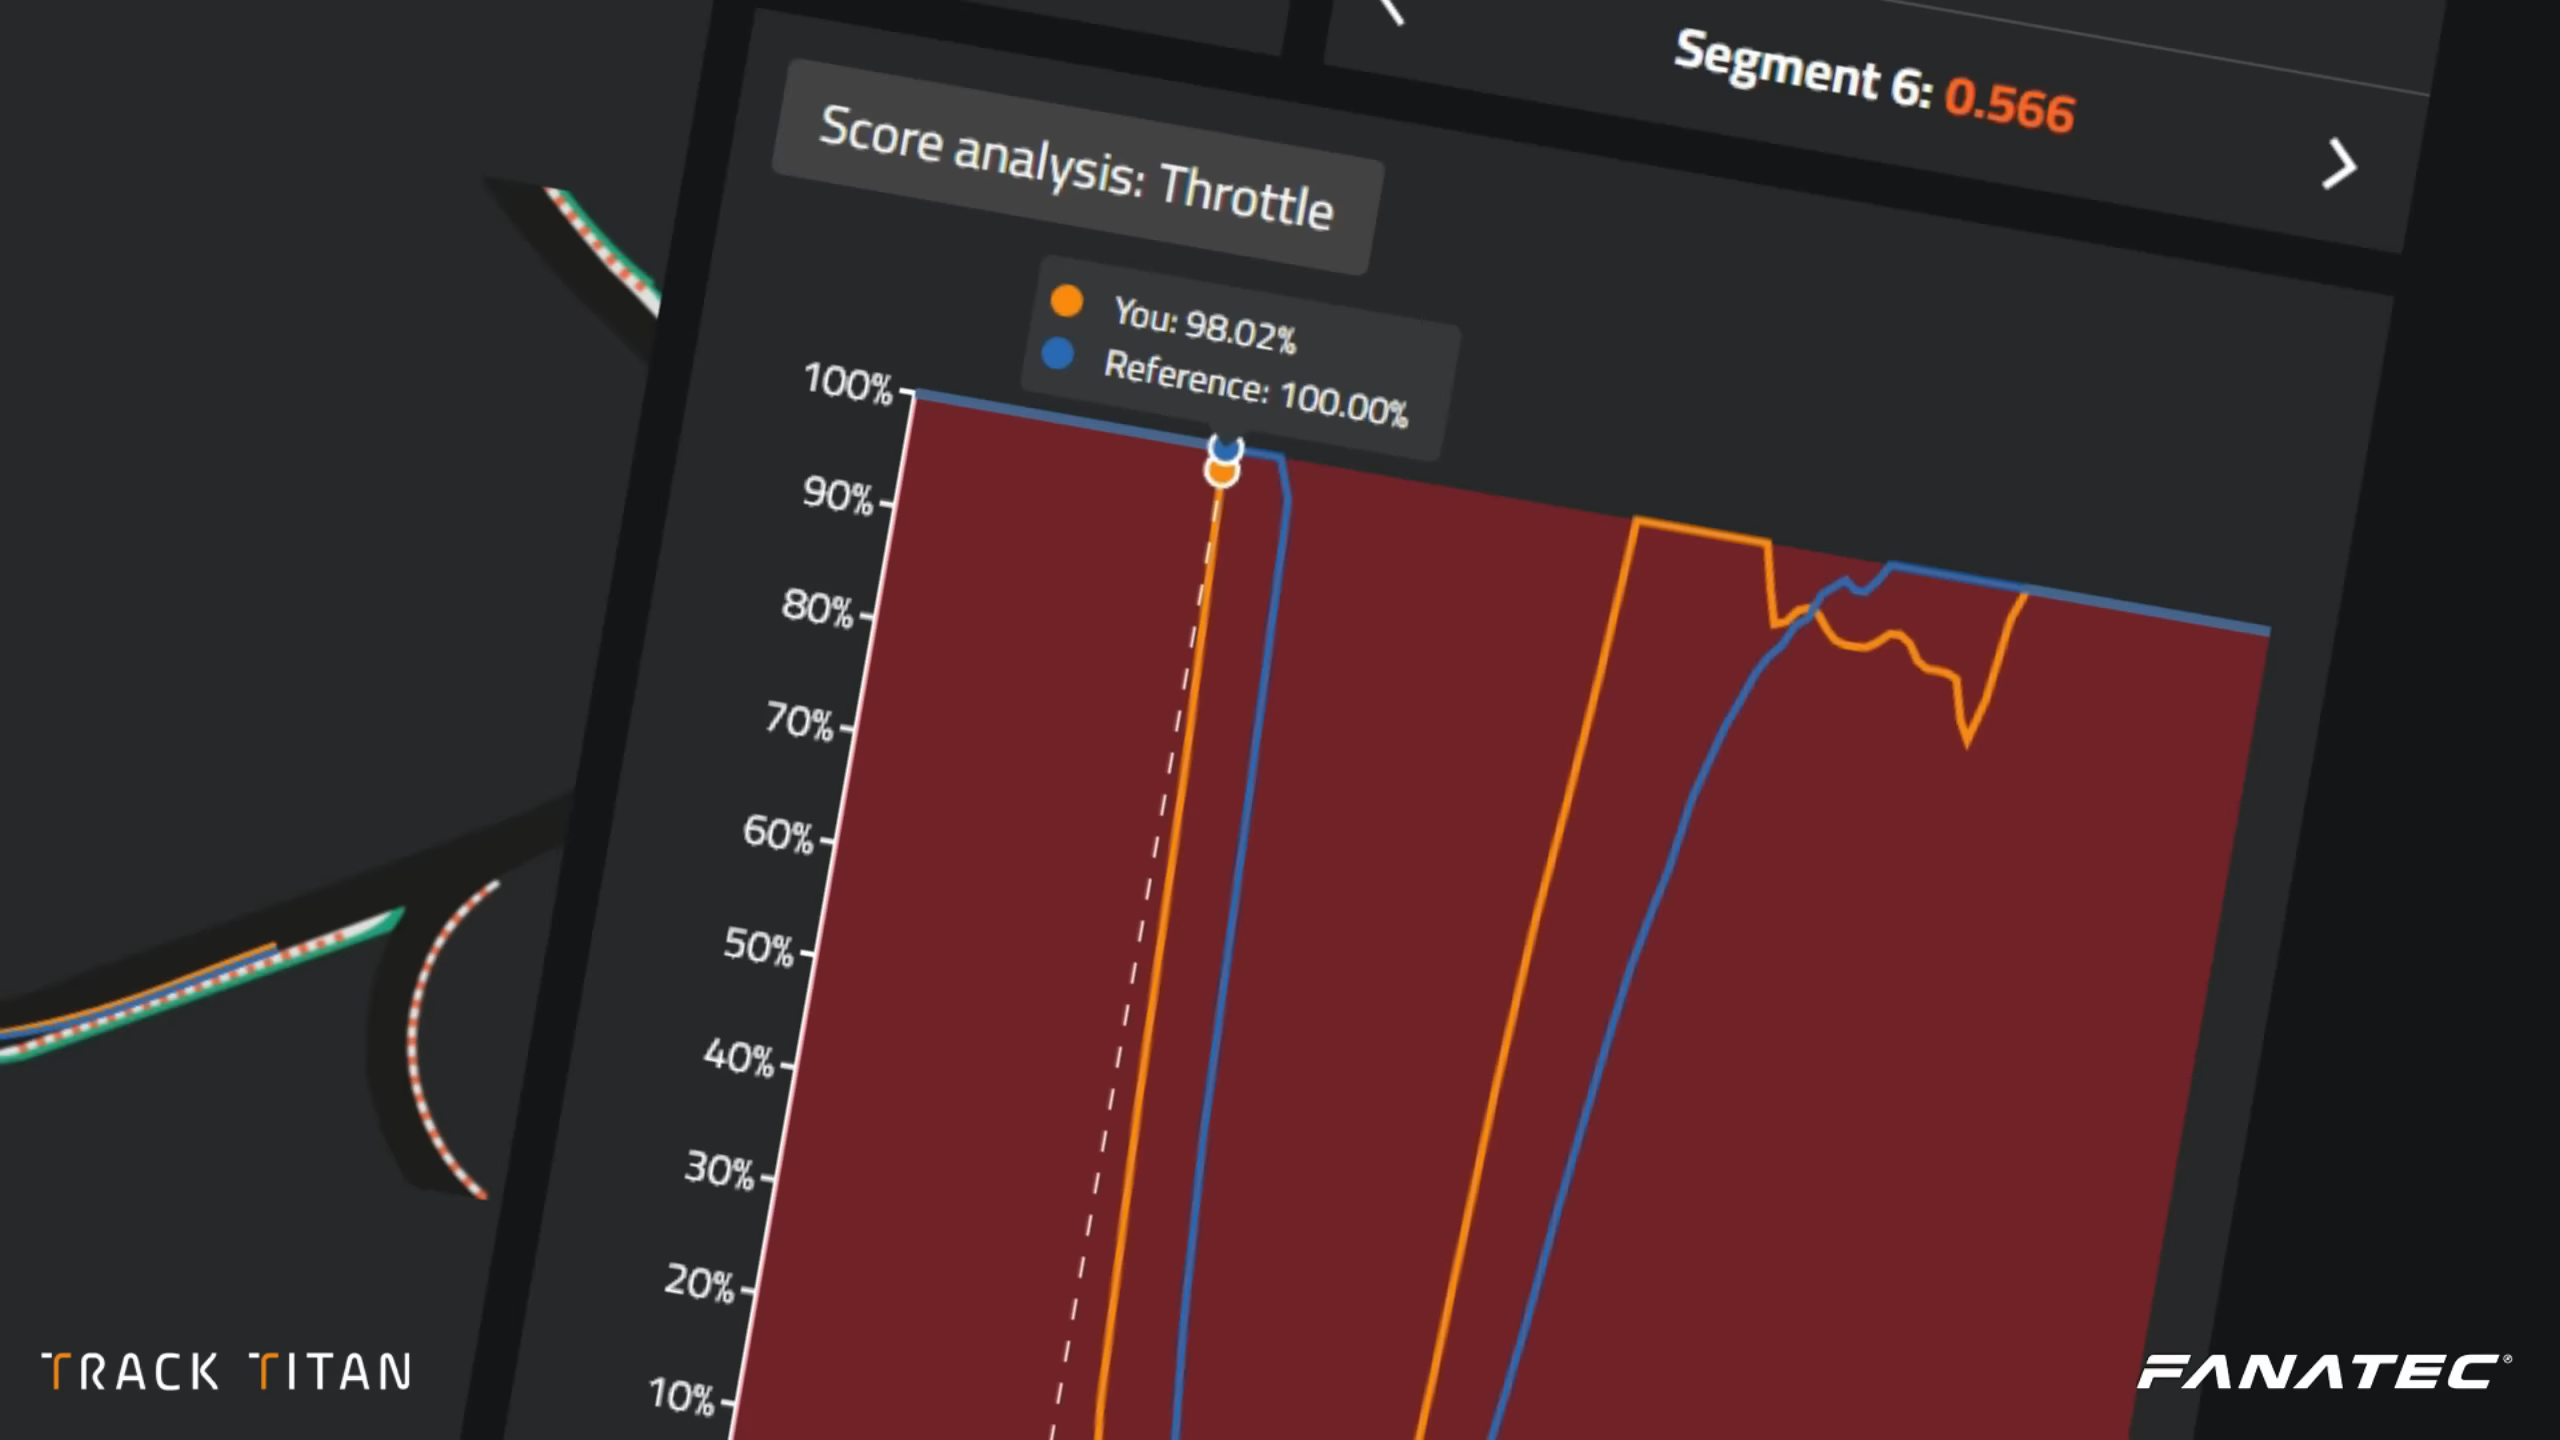 Segment 6: 0.566
Score analysis: Throttle
You: 98.02%
Reference: 100.00%
100%
90%
80%
70%
60%
50%
40%
30%
20%
10%
TRACK TITAN
FANATEC®